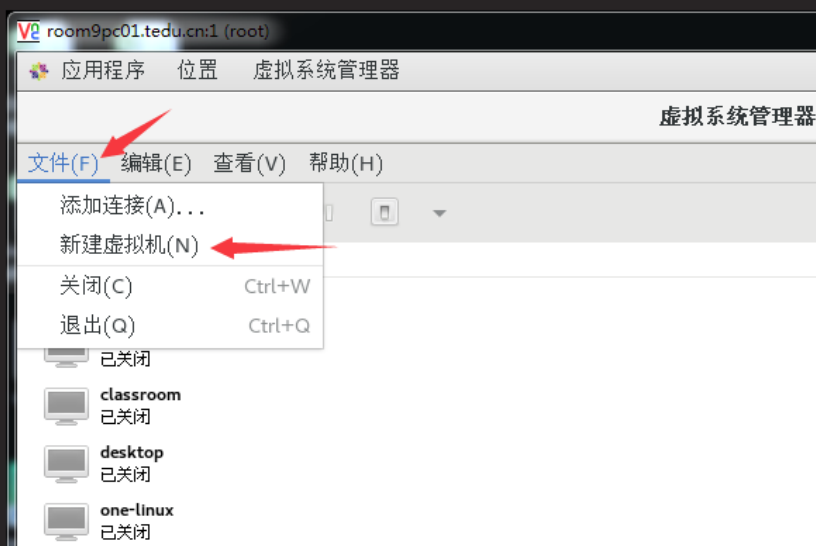 room9pc01.tedu.cn:1 (root)
应用程序 位置 虚拟系统管理器
虚拟系统管理器
文件(F) 编辑(E) 查看(V) 帮助(H)
添加连接(A)...
新建虚拟机(N)
关闭(C) Ctrl+W
退出(Q) Ctrl+Q
已关闭
classroom
已关闭
desktop
已关闭
one-linux
已关闭